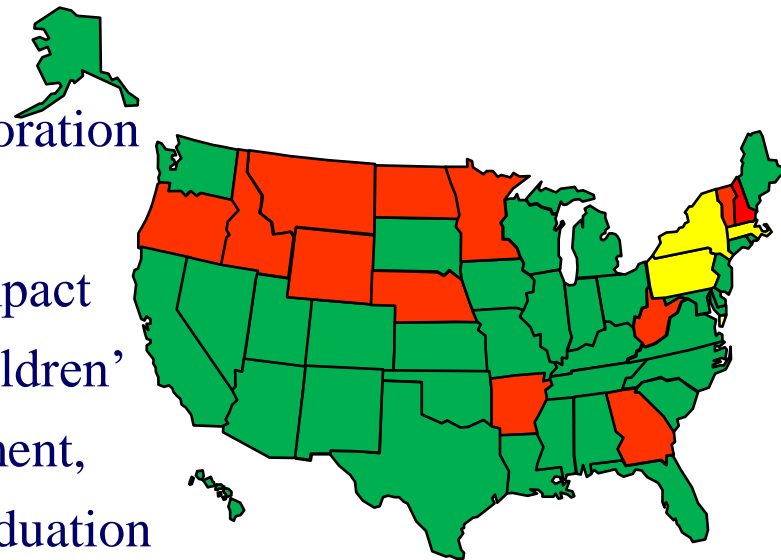 oration
pact
ldren’
nent,
duation